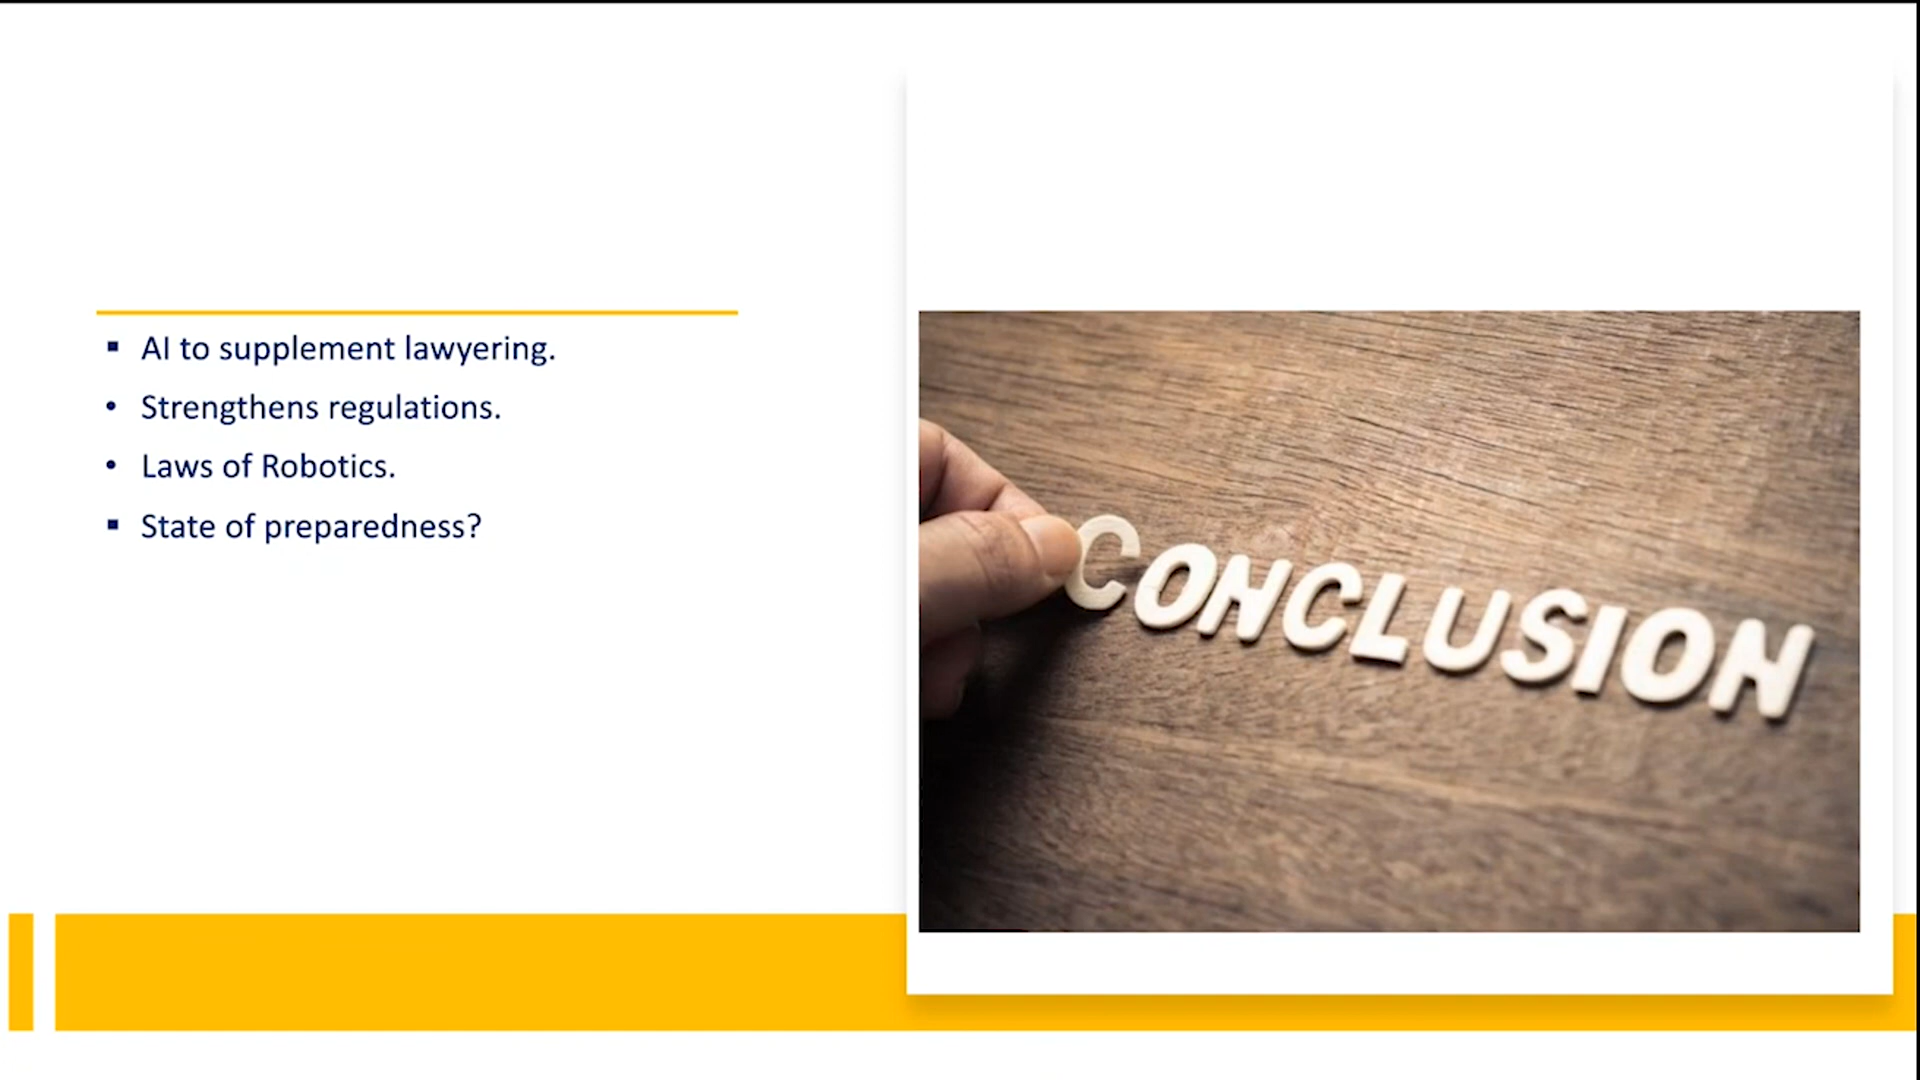 ▪ AI to supplement lawyering.
• Strengthens regulations.
• Laws of Robotics.
▪ State of preparedness?
CONCLUSION